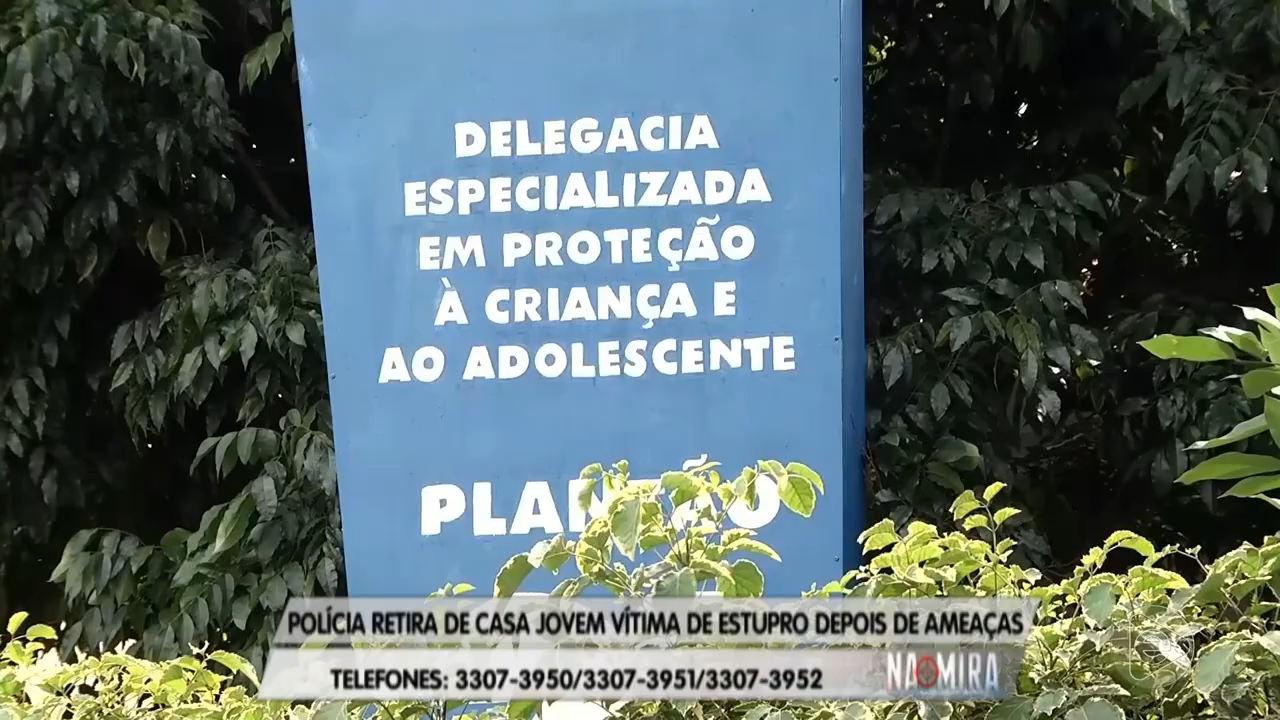 DELEGACIA
ESPECIALIZADA
EM PROTEÇÃO
À CRIANÇA E
AO ADOLESCENTE
PLANTÃO
POLÍCIA RETIRA DE CASA JOVEM VÍTIMA DE ESTUPRO DEPOIS DE AMEAÇAS
TELEFONES: 3307-3950/3307-3951/3307-3952
NA MIRA